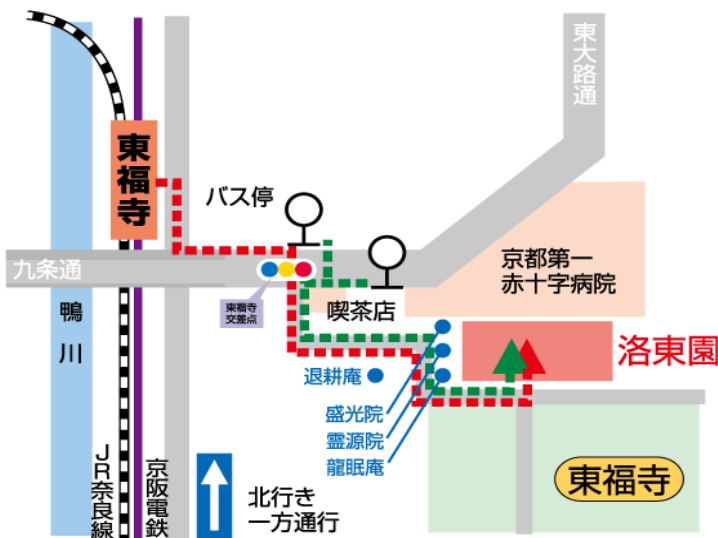 東大路通
東福寺
バス停
九条通
京都第一
赤十字病院
東福寺
交差点
喫茶店
鴨川
洛東園
退耕庵
盛光院
霊源院
龍眠庵
JR奈良線
京阪電鉄
北行き
一方通行
東福寺